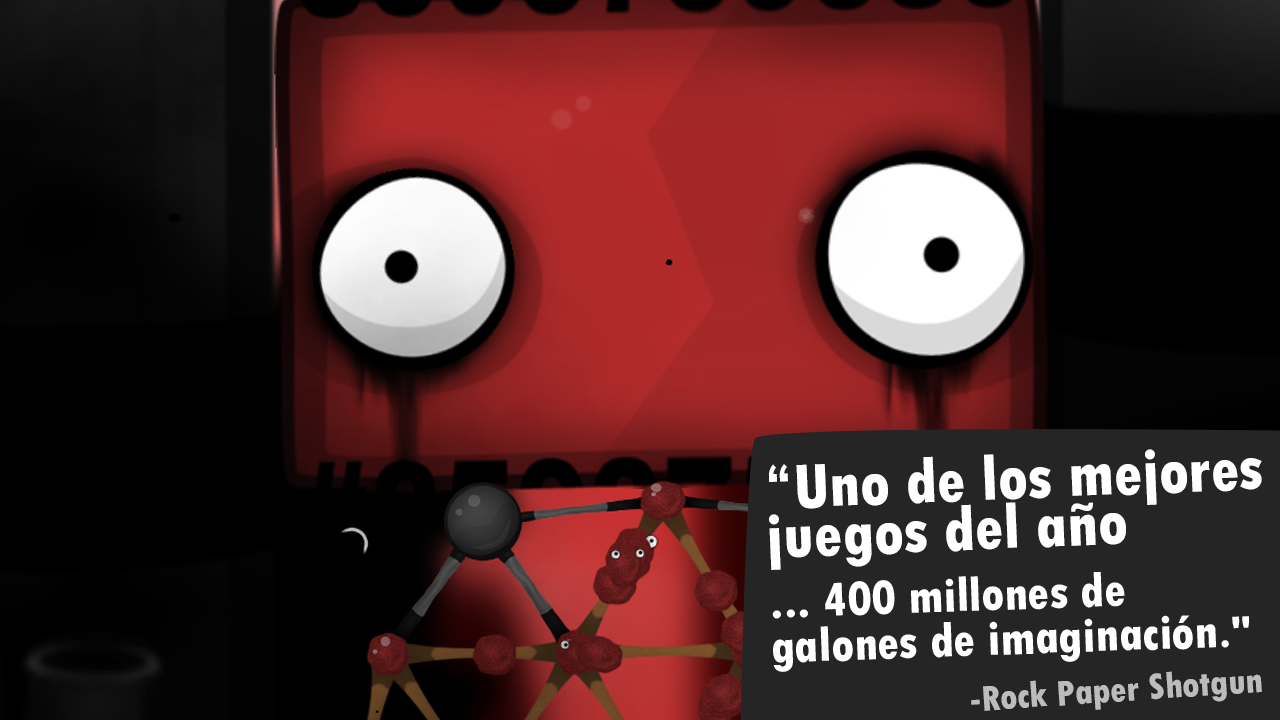 “Uno de los mejores
juegos del año
... 400 millones de
galones de imaginación."
-Rock Paper Shotgun